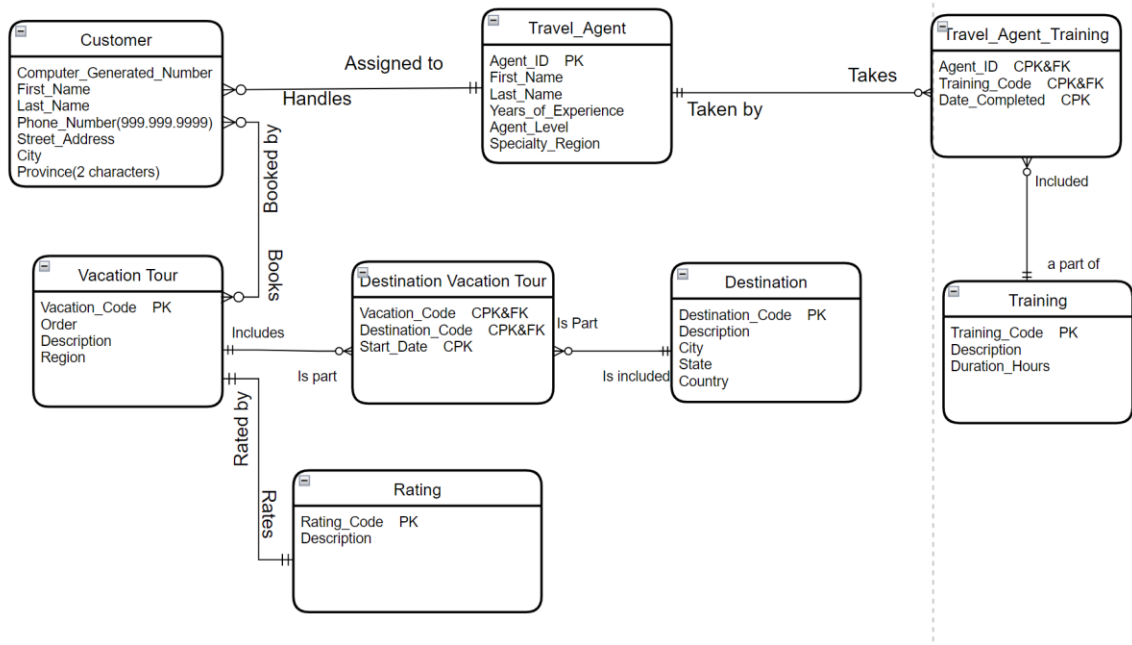 Customer
Computer_Generated_Number
First_Name
Last_Name
Phone_Number(999.999.9999)
Street_Address
City
Province(2 characters)
Assigned to
Handles
Travel_Agent
Agent_ID PK
First_Name
Last_Name
Years_of_Experience
Agent_Level
Specialty_Region
Takes
Taken by
Travel_Agent_Training
Agent_ID CPK&FK
Training_Code CPK&FK
Date_Completed CPK
Included
a part of
Booked by
Books
Vacation Tour
Vacation_Code PK
Order
Description
Region
Includes
Is part
Destination Vacation Tour
Vacation_Code CPK&FK
Destination_Code CPK&FK
Start_Date CPK
Is Part
Is included
Destination
Destination_Code PK
Description
City
State
Country
Training
Training_Code PK
Description
Duration_Hours
Rated by
Rates
Rating
Rating_Code PK
Description